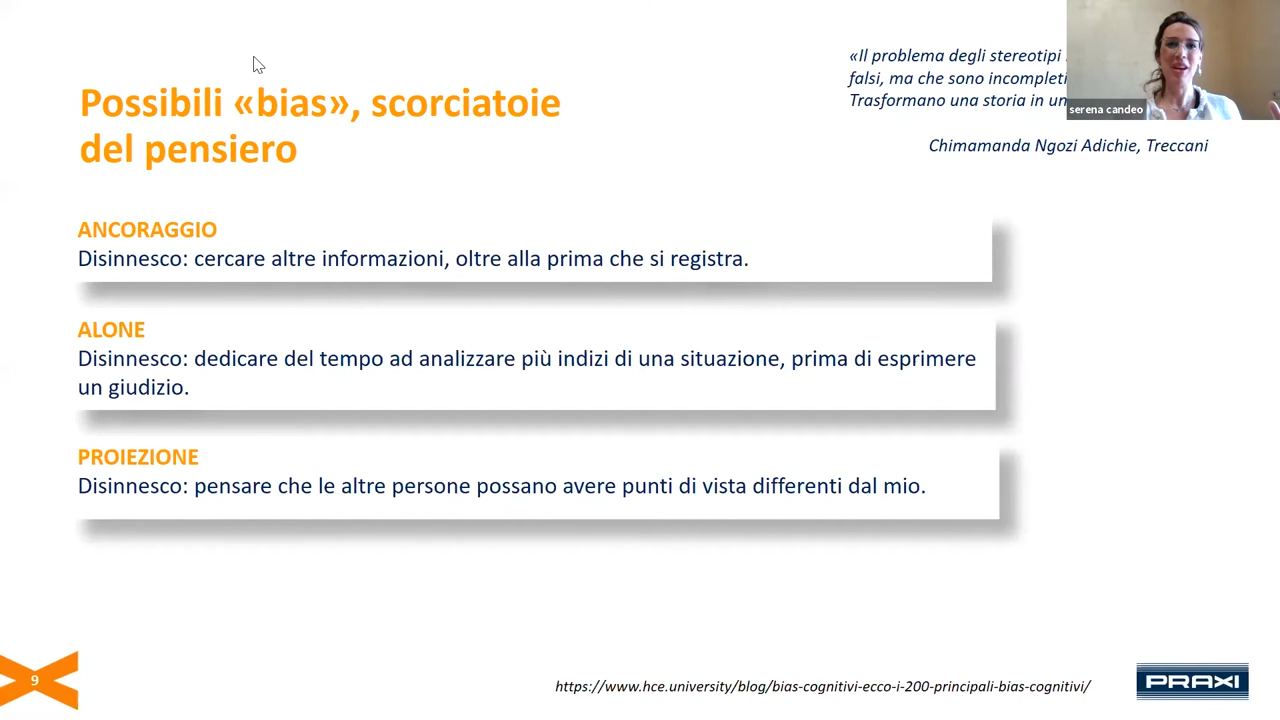 «Il problema degli stereotipi
falsi, ma che sono incompleti
Trasformano una storia in
serena candeo
Possibili «bias», scorciatoie
del pensiero
Chimamanda Ngozi Adichie, Treccani
ANCORAGGIO
Disinnesco: cercare altre informazioni, oltre alla prima che si registra.
ALONE
Disinnesco: dedicare del tempo ad analizzare più indizi di una situazione, prima di esprimere
un giudizio.
PROIEZIONE
Disinnesco: pensare che le altre persone possano avere punti di vista differenti dal mio.
9
https://www.hce.university/blog/bias-cognitivi-ecco-i-200-principali-bias-cognitivi/
PRAXI